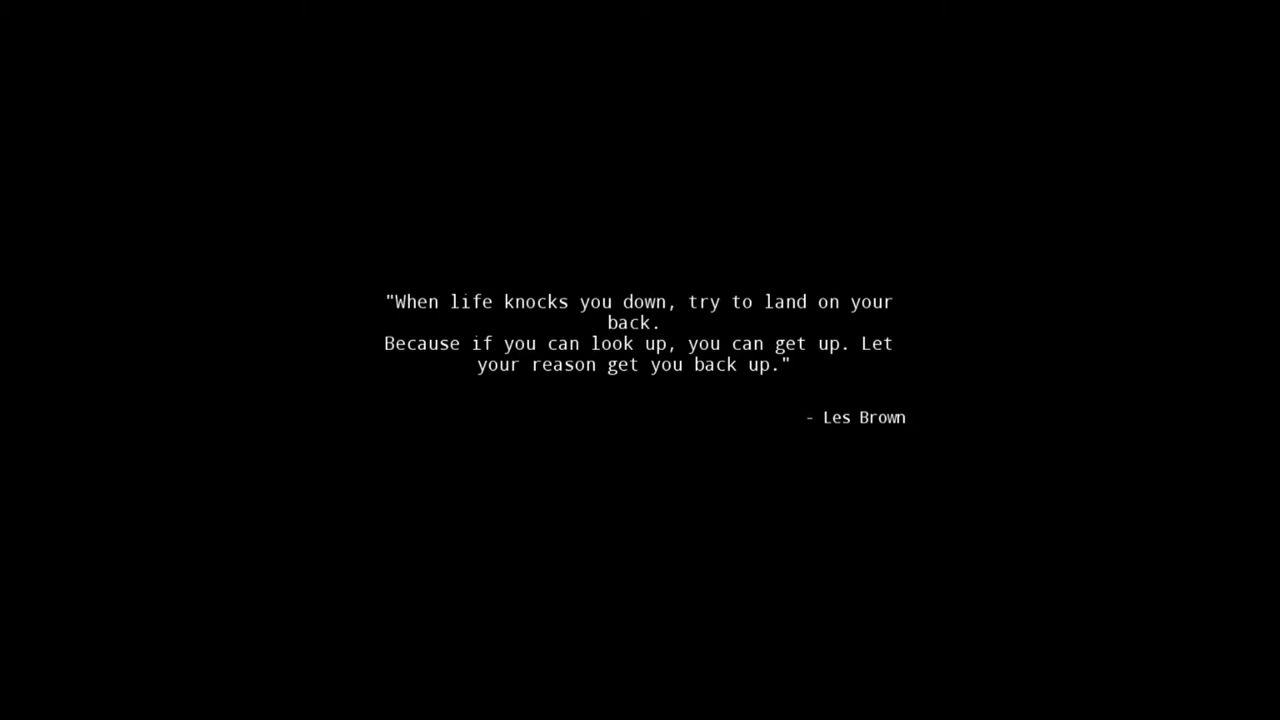 "When life knocks you down, try to land on your
back.
Because if you can look up, you can get up. Let
your reason get you back up."
- Les Brown